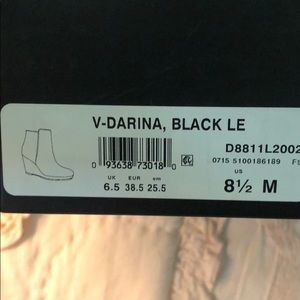 V-DARINA, BLACK LE
0 93638 73018 0
D8811L2002
0715 5100186189 FS
UK EUR cm
6.5 38.5 25.5
US
8½ M